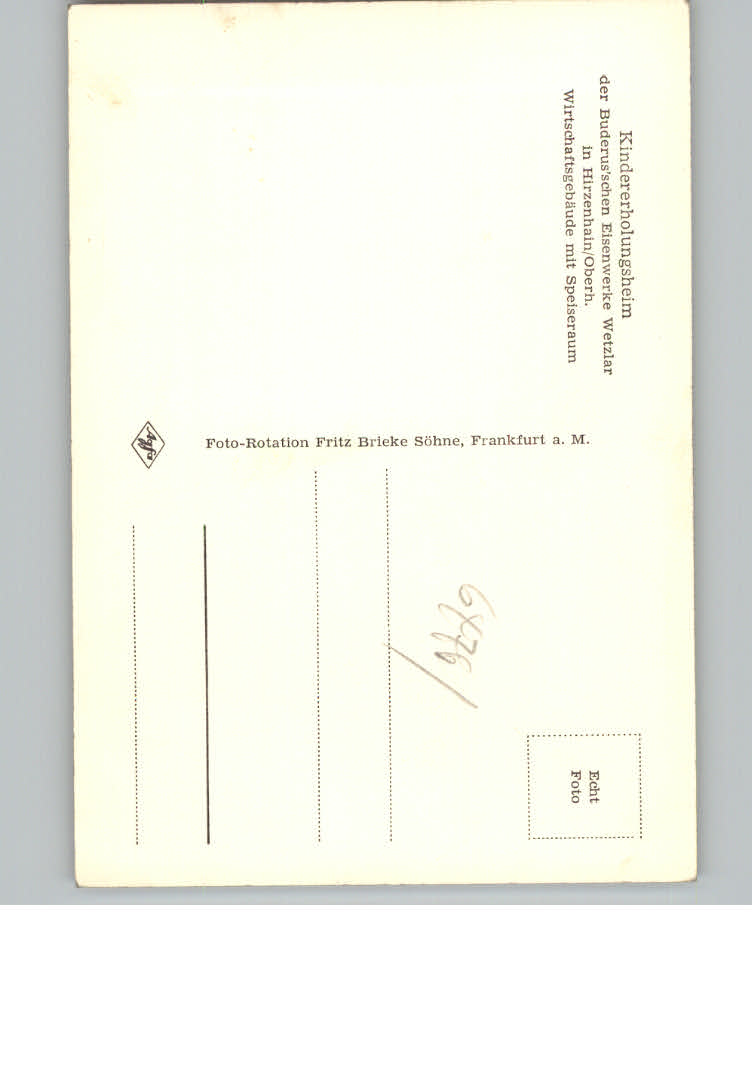 Kindererholungsheim
der Buderus'schen Eisenwerke Wetzlar
in Hirzenhain/Oberh.
Wirtschaftsgebäude mit Speiseraum
Foto-Rotation Fritz Brieke Söhne, Frankfurt a. M.
Agfa
Echt
Foto